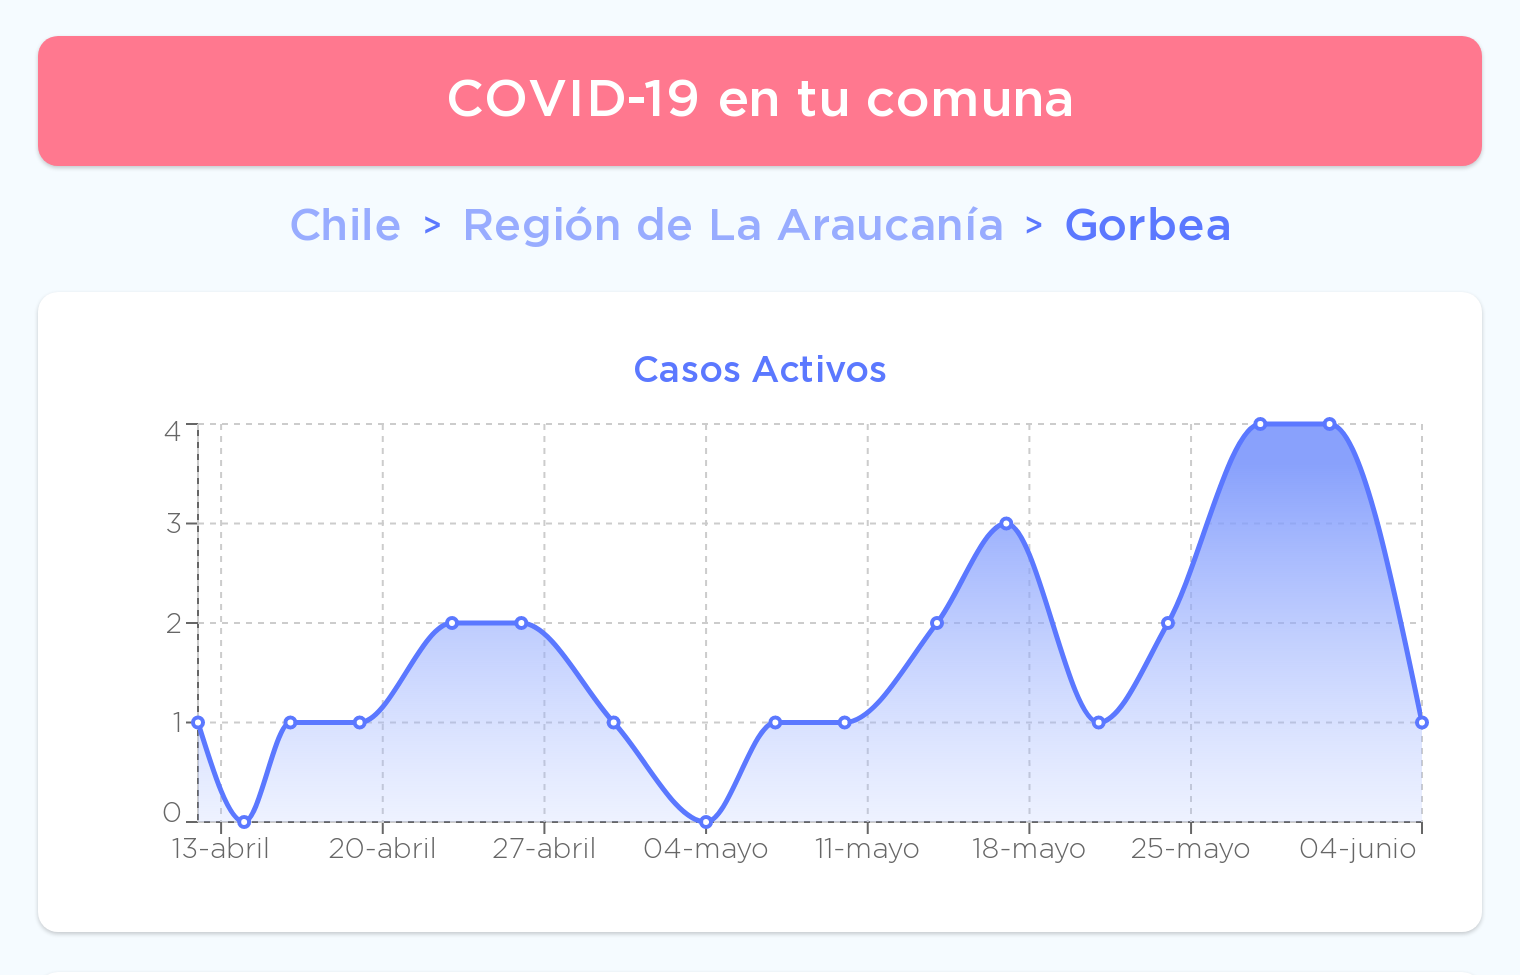 COVID-19 en tu comuna
Chile > Región de La Araucanía > Gorbea
Casos Activos
4
3
2
1
0
13-abril 20-abril 27-abril 04-mayo 11-mayo 18-mayo 25-mayo 04-junio